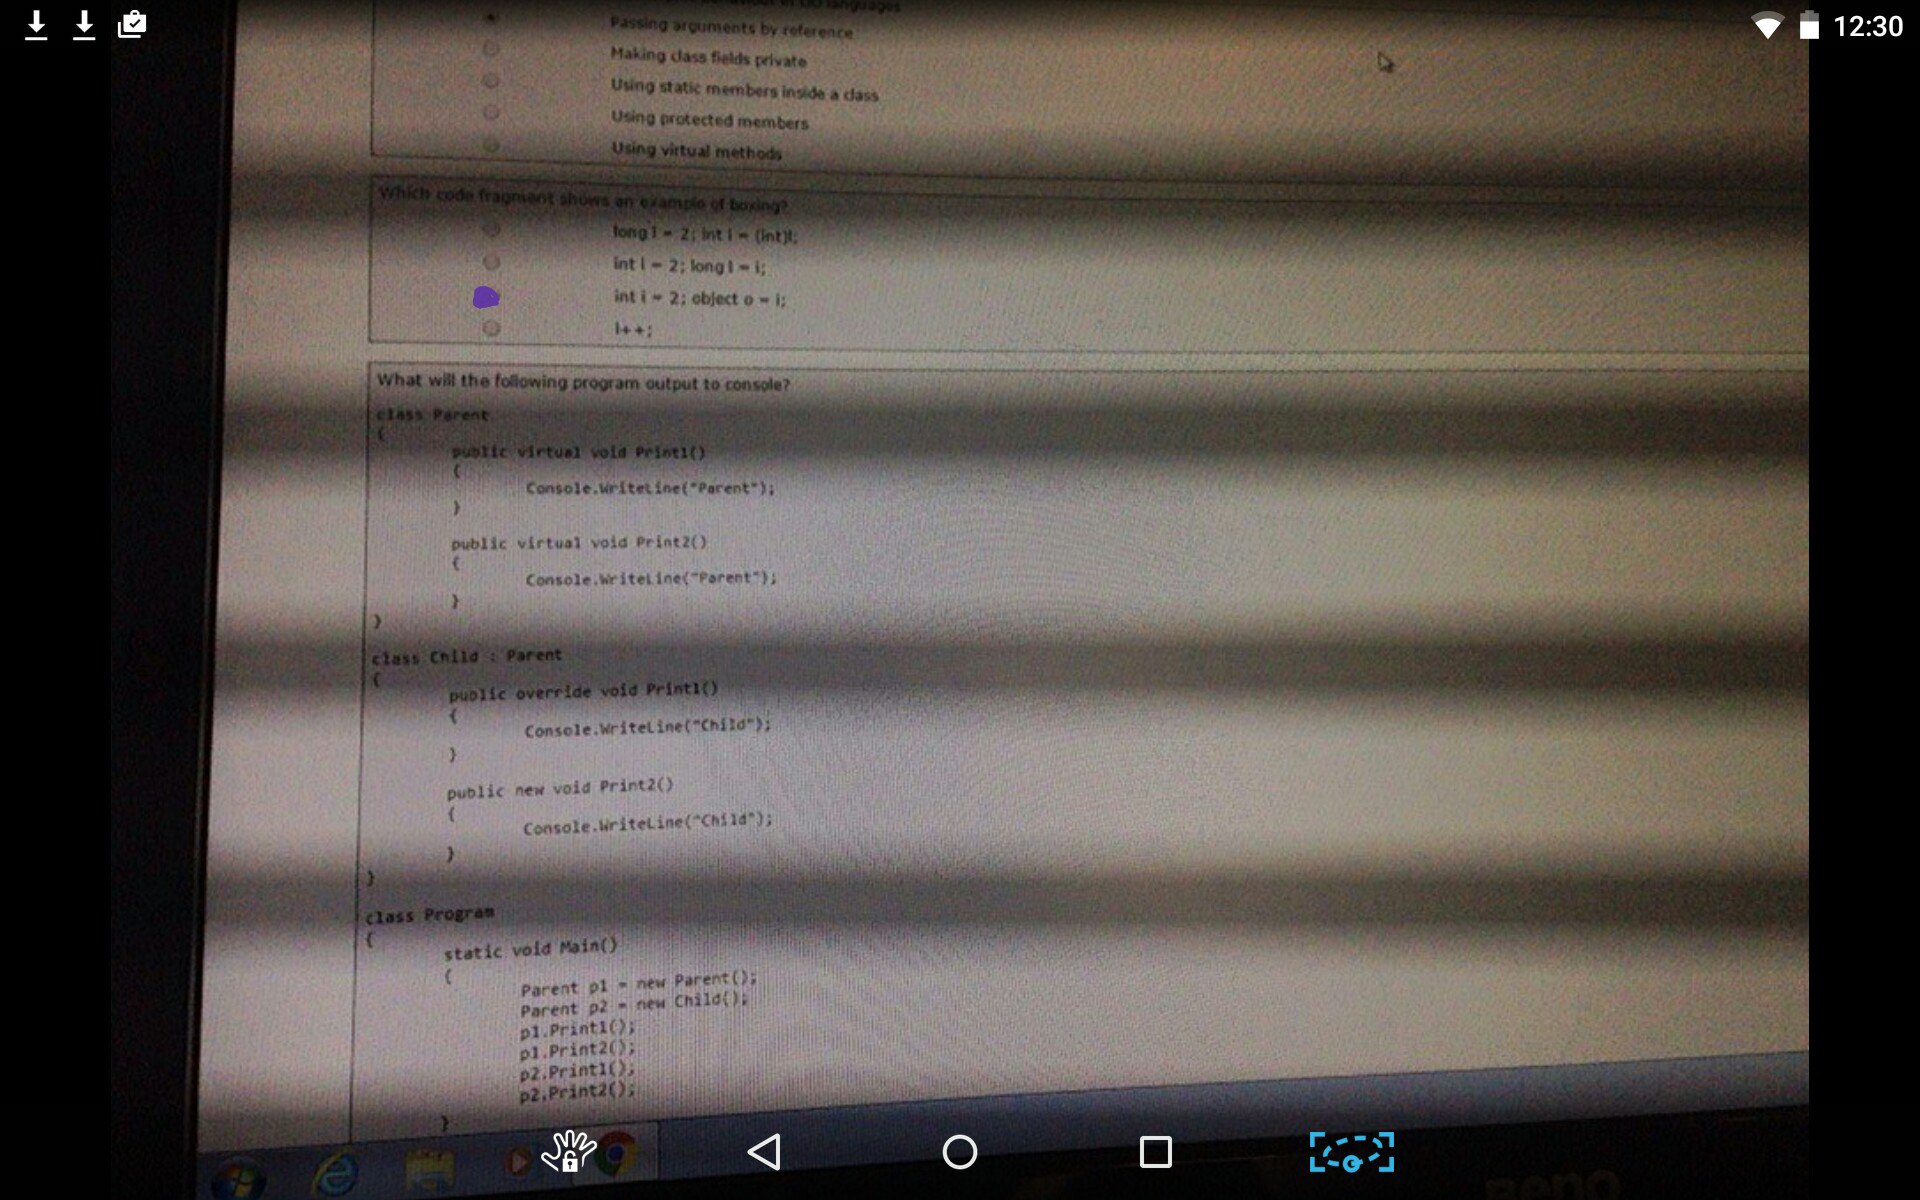 12:30
languages
Passing arguments by reference
Making class fields private
Using static members inside a class
Using protected members
Using virtual methods
Which code fragment shows an example of boxing?
long l = 2; int i = (int)l;
int i = 2; long l = i;
int i = 2; object o = i;
i++;
What will the following program output to console?
class Parent
{
public virtual void Print1()
{
Console.WriteLine("Parent");
}
public virtual void Print2()
{
Console.WriteLine("Parent");
}
}
class Child : Parent
{
public override void Print1()
{
Console.WriteLine("Child");
}
public new void Print2()
{
Console.WriteLine("Child");
}
}
class Program
{
static void Main()
{
Parent p1 = new Parent();
Parent p2 = new Child();
p1.Print1();
p1.Print2();
p2.Print1();
p2.Print2();
}
BenQ